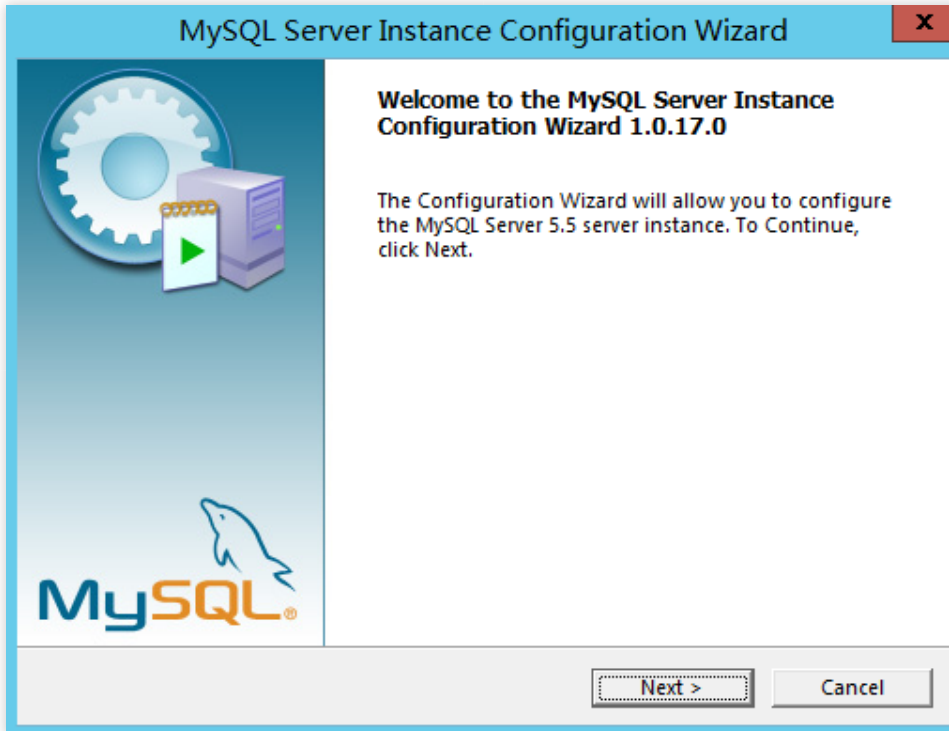 MySQL Server Instance Configuration Wizard
x
Welcome to the MySQL Server Instance
Configuration Wizard 1.0.17.0
The Configuration Wizard will allow you to configure
the MySQL Server 5.5 server instance. To Continue,
click Next.
MySQL®
Next >
Cancel